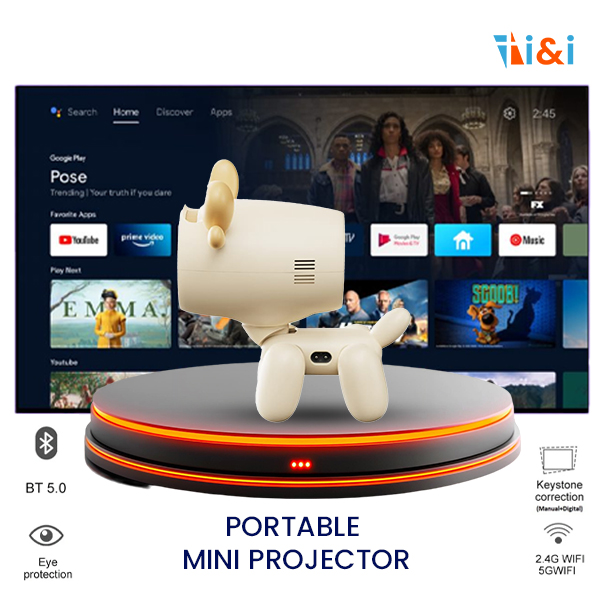 Ti&i
Search Home Discover Apps
2:45
Google Play
Pose
Trending | Your truth if you dare
FX
Favorite Apps
YouTube
prime video
TV
Google Play
Movies & TV
Music
Play Next
EMMA.
SCOOB!
Youtube
BT 5.0
Eye
protection
PORTABLE
MINI PROJECTOR
Keystone
correction
(Manual+Digital)
2.4G WIFI
5GWIFI